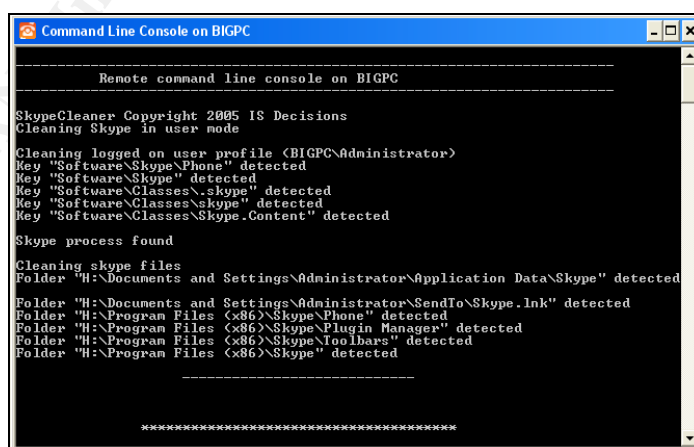 Command Line Console on BIGPC
Remote command line console on BIGPC
SkypeCleaner Copyright 2005 IS Decisions
Cleaning Skype in user mode
Cleaning logged on user profile (BIGPC\Administrator)
Key "Software\Skype\Phone" detected
Key "Software\Skype" detected
Key "Software\Classes\.skype" detected
Key "Software\Classes\skype" detected
Key "Software\Classes\Skype.Content" detected
Skype process found
Cleaning skype files
Folder "H:\Documents and Settings\Administrator\Application Data\Skype" detected
Folder "H:\Documents and Settings\Administrator\SendTo\Skype.lnk" detected
Folder "H:\Program Files (x86)\Skype\Phone" detected
Folder "H:\Program Files (x86)\Skype\Plugin Manager" detected
Folder "H:\Program Files (x86)\Skype\Toolbars" detected
Folder "H:\Program Files (x86)\Skype" detected